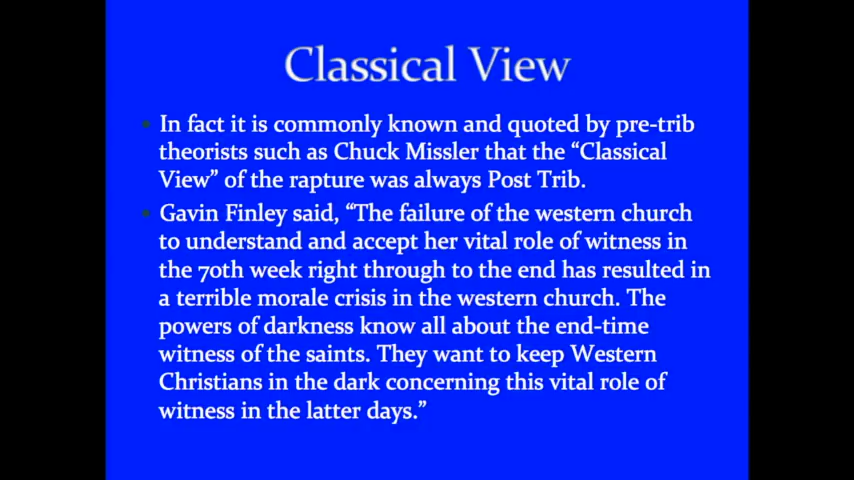 Classical View
• In fact it is commonly known and quoted by pre-trib
theorists such as Chuck Missler that the “Classical
View” of the rapture was always Post Trib.
• Gavin Finley said, “The failure of the western church
to understand and accept her vital role of witness in
the 70th week right through to the end has resulted in
a terrible morale crisis in the western church. The
powers of darkness know all about the end-time
witness of the saints. They want to keep Western
Christians in the dark concerning this vital role of
witness in the latter days.”